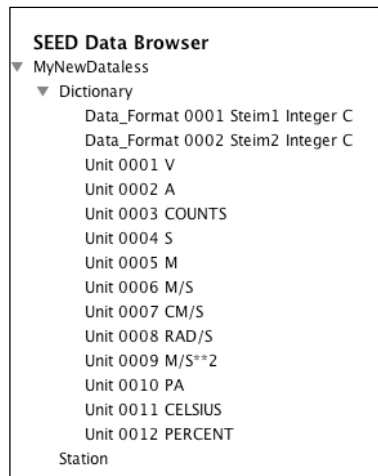 SEED Data Browser
MyNewDataless
Dictionary
Data_Format 0001 Steim1 Integer C
Data_Format 0002 Steim2 Integer C
Unit 0001 V
Unit 0002 A
Unit 0003 COUNTS
Unit 0004 S
Unit 0005 M
Unit 0006 M/S
Unit 0007 CM/S
Unit 0008 RAD/S
Unit 0009 M/S**2
Unit 0010 PA
Unit 0011 CELSIUS
Unit 0012 PERCENT
Station